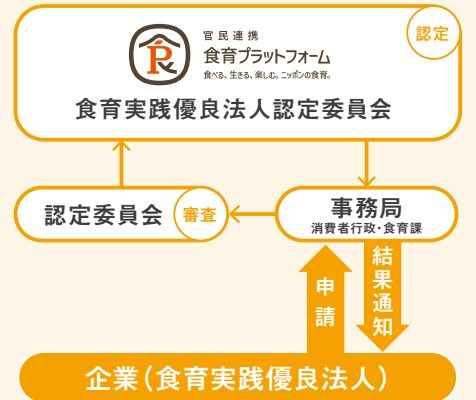 認定
官民連携
食育プラットフォーム
食べる、生きる、楽しむ。ニッポンの食育。
食育実践優良法人認定委員会
認定委員会
審査
事務局
消費者行政・食育課
申請
結果通知
企業（食育実践優良法人）